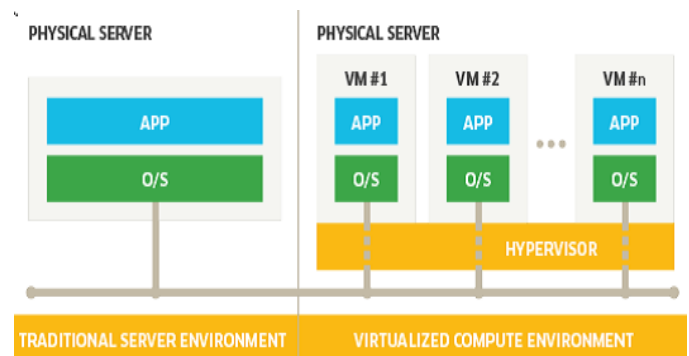 PHYSICAL SERVER
APP
O/S
TRADITIONAL SERVER ENVIRONMENT
PHYSICAL SERVER
VM #1
VM #2
VM #n
APP
APP
APP
O/S
O/S
O/S
HYPERVISOR
VIRTUALIZED COMPUTE ENVIRONMENT